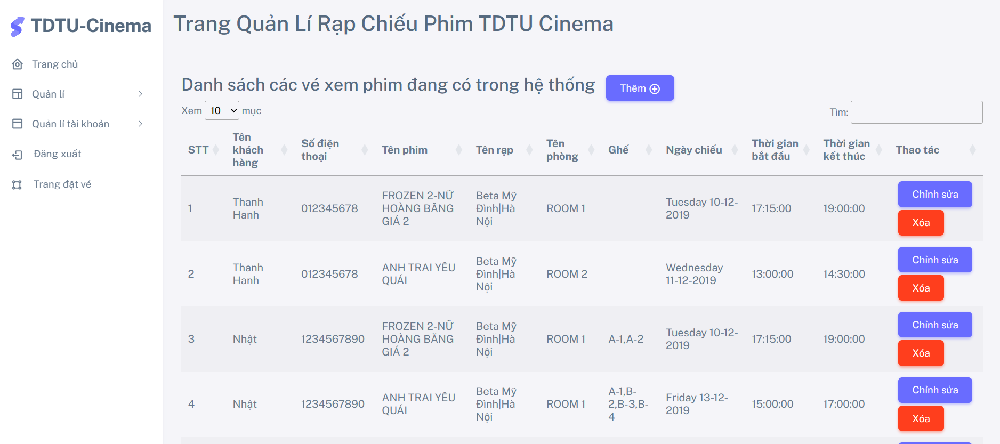 TDTU-Cinema
Trang chủ
Quản lí
Quản lí tài khoản
Đăng xuất
Trang đặt vé
Trang Quản Lí Rạp Chiếu Phim TDTU Cinema
Danh sách các vé xem phim đang có trong hệ thống
Thêm
Xem 10 mục
Tìm:
STT
Tên
khách
hàng
Số điện
thoại
Tên phim
Tên rạp
Tên
phòng
Ghế
Ngày chiếu
Thời gian
bắt đầu
Thời gian
kết thúc
Thao tác
1
Thanh
Hanh
012345678
FROZEN 2-NỮ
HOÀNG BĂNG
GIÁ 2
Beta Mỹ
Đình|Hà
Nội
ROOM 1
Tuesday 10-12-
2019
17:15:00
19:00:00
Chỉnh sửa
Xóa
2
Thanh
Hanh
012345678
ANH TRAI YÊU
QUÁI
Beta Mỹ
Đình|Hà
Nội
ROOM 2
Wednesday
11-12-2019
13:00:00
14:30:00
Chỉnh sửa
Xóa
3
Nhật
1234567890
FROZEN 2-NỮ
HOÀNG BĂNG
GIÁ 2
Beta Mỹ
Đình|Hà
Nội
ROOM 1
A-1,A-2
Tuesday 10-12-
2019
17:15:00
19:00:00
Chỉnh sửa
Xóa
4
Nhật
1234567890
ANH TRAI YÊU
QUÁI
Beta Mỹ
Đình|Hà
Nội
ROOM 1
A-1,B-
2,B-3,B-
4
Friday 13-12-
2019
15:00:00
17:00:00
Chỉnh sửa
Xóa